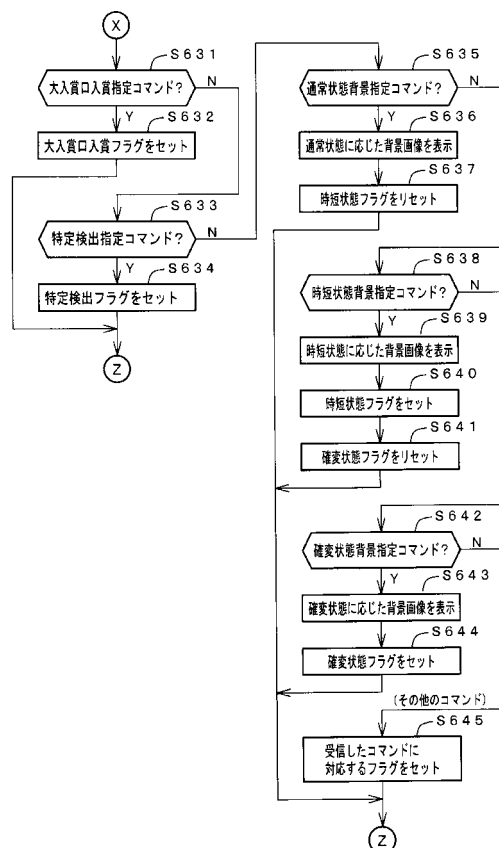 X
S631
大入賞口入賞指定コマンド?
N
Y
S632
大入賞口入賞フラグをセット
S633
特定検出指定コマンド?
N
Y
S634
特定検出フラグをセット
Z
S635
通常状態背景指定コマンド?
N
Y
S636
通常状態に応じた背景画像を表示
S637
時短状態フラグをリセット
S638
時短状態背景指定コマンド?
N
Y
S639
時短状態に応じた背景画像を表示
S640
時短状態フラグをセット
S641
確変状態フラグをリセット
S642
確変状態背景指定コマンド?
N
Y
S643
確変状態に応じた背景画像を表示
S644
確変状態フラグをセット
(その他のコマンド)
S645
受信したコマンドに
対応するフラグをセット
Z